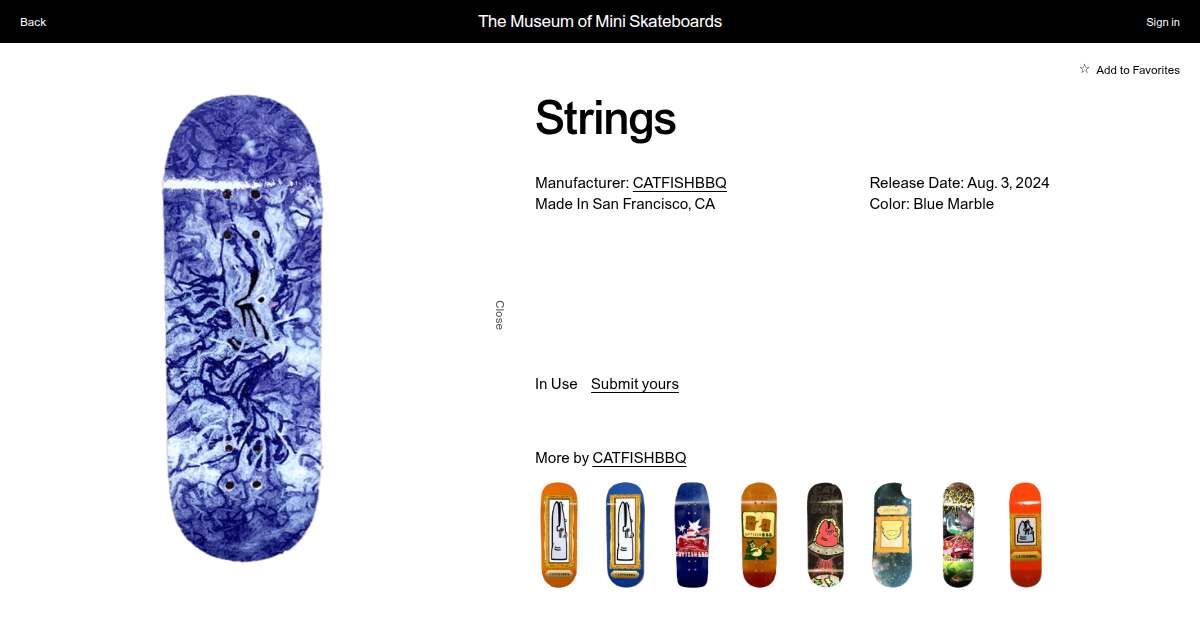 Back
The Museum of Mini Skateboards
Sign in
☆ Add to Favorites
Strings
Manufacturer: CATFISHBBQ
Made In San Francisco, CA
Release Date: Aug. 3, 2024
Color: Blue Marble
Close
In Use Submit yours
More by CATFISHBBQ